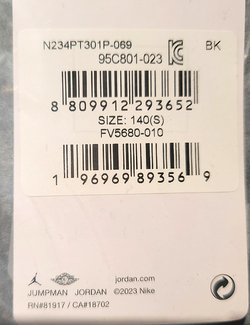 N234PT301P-069
95C801-023 BK
8 809912 293652
SIZE: 140(S)
FV5680-010
1 96969 89356 9
jordan.com
JUMPMAN JORDAN ©2023 Nike
RN#81917 / CA#18702